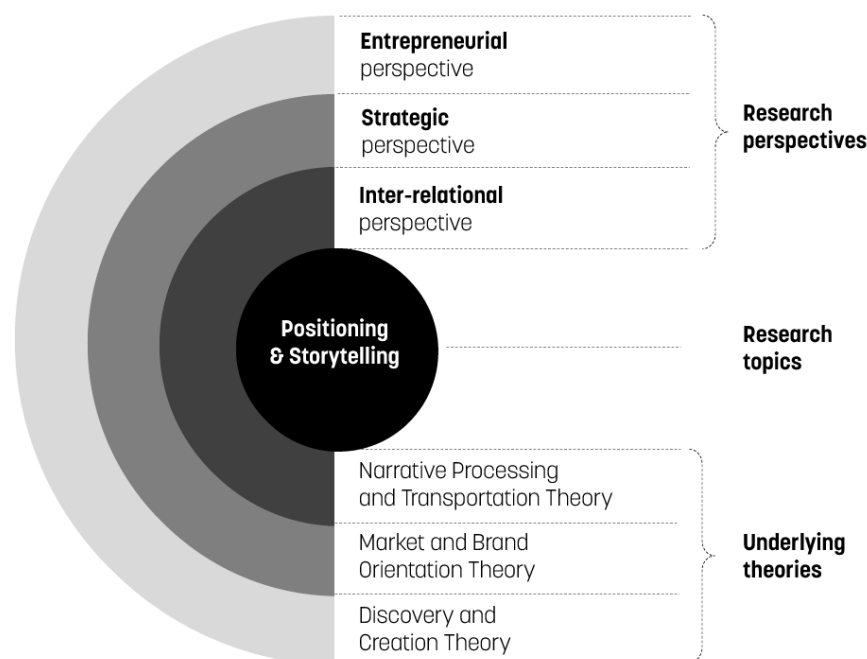 Entrepreneurial
perspective
Strategic
perspective
Research
perspectives
Inter-relational
perspective
Positioning
& Storytelling
Research
topics
Narrative Processing
and Transportation Theory
Market and Brand
Orientation Theory
Underlying
theories
Discovery and
Creation Theory